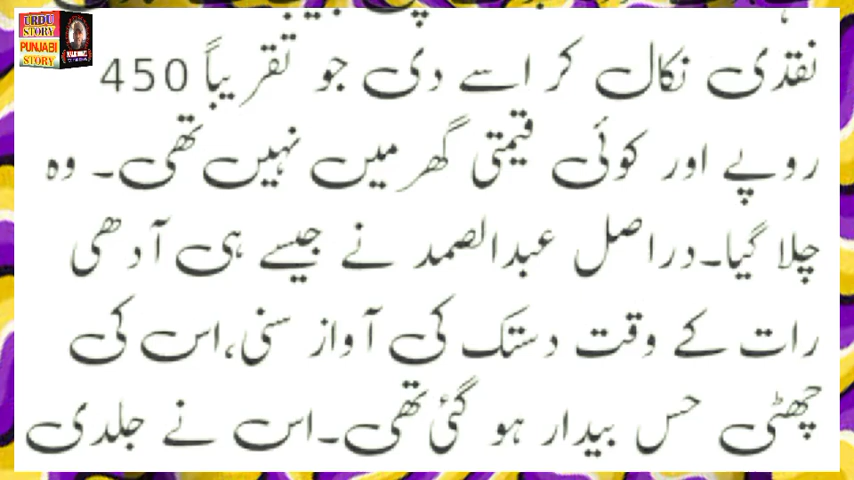 URDU
STORY
PUNJABI
STORY
نقدی نکال کر اسے دی جو تقریباً 450
روپے اور کوئی قیمتی گھر میں نہیں تھی۔ وہ
چلا گیا۔دراصل عبدالصمد نے جیسے ہی آدھی
رات کے وقت دستک کی آواز سنی،اس کی
چھٹی حس بیدار ہو گئی تھی۔اس نے جلدی